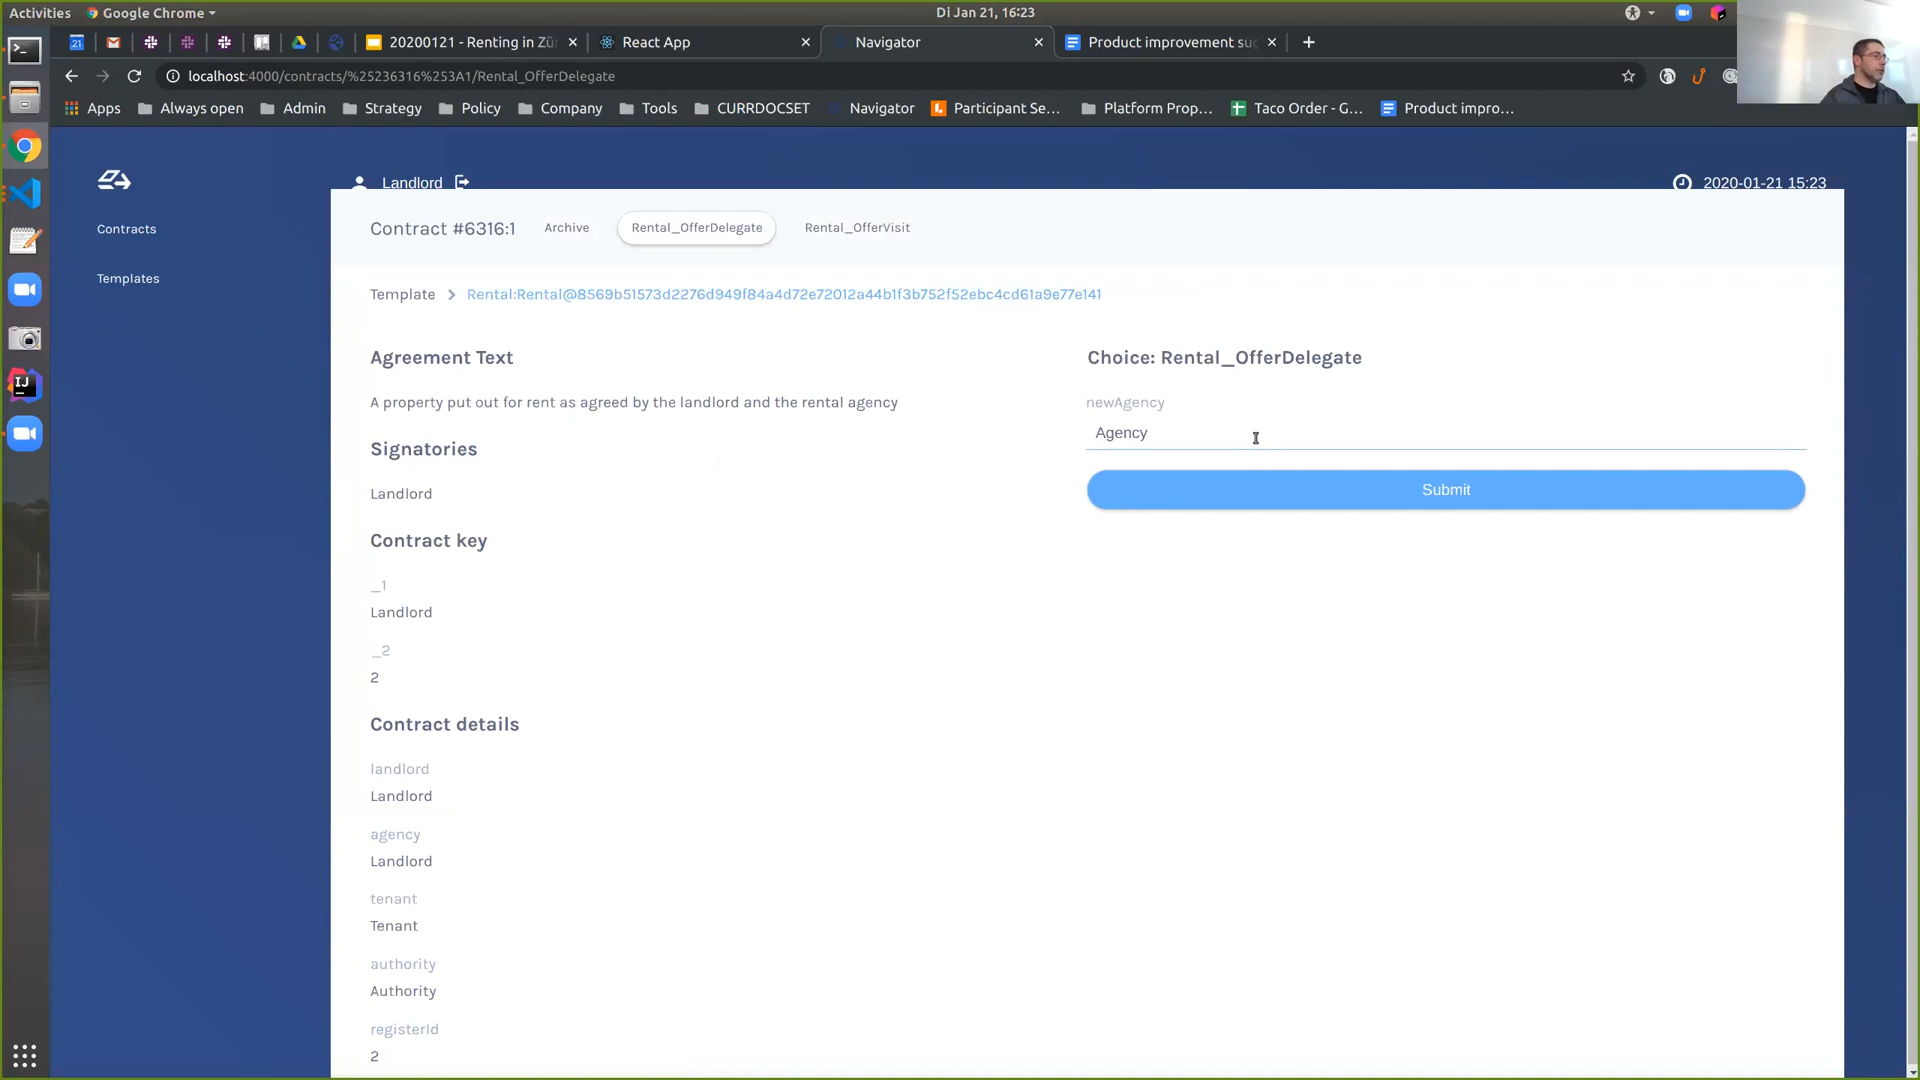 Activities
Google Chrome
Di Jan 21, 16:23
21
20200121 - Renting in Zü
React App
Navigator
Product improvement sug
localhost:4000/contracts/%25236316%253A1/Rental_OfferDelegate
Apps
Always open
Admin
Strategy
Policy
Company
Tools
CURRDOCSET
Navigator
Participant Se...
Platform Prop...
Taco Order - G...
Product impro...
Landlord
2020-01-21 15:23
Contracts
Templates
Contract #6316:1
Archive
Rental_OfferDelegate
Rental_OfferVisit
Template
Rental:Rental@8569b51573d2276d949f84a4d72e72012a44b1f3b752f52ebc4cd61a9e77e141
Agreement Text
A property put out for rent as agreed by the landlord and the rental agency
Signatories
Landlord
Contract key
_1
Landlord
_2
2
Contract details
landlord
Landlord
agency
Landlord
tenant
Tenant
authority
Authority
registerId
2
Choice: Rental_OfferDelegate
newAgency
Agency
Submit
IJ